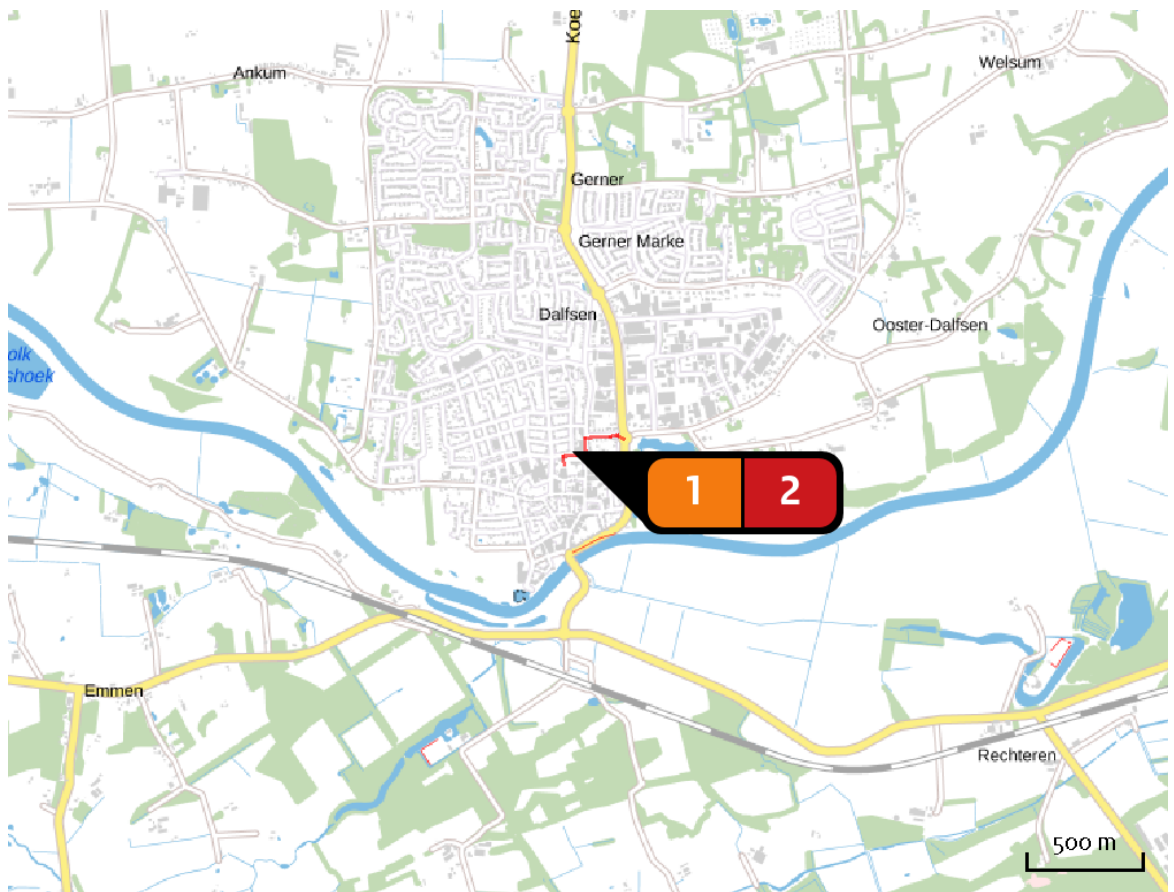 Koe
Ankum
Welsum
Gerner
Gerner Marke
Dalfsen
Ooster-Dalfsen
olk
shoek
1 2
Emmen
Rechteren
500 m